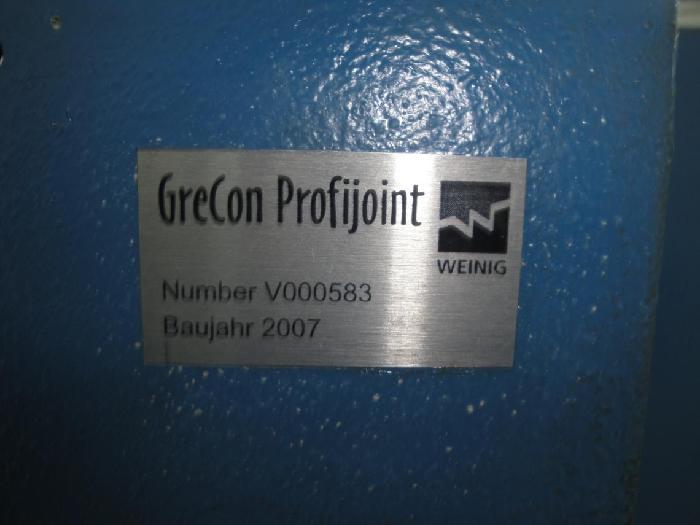 GreCon Profijoint
WEINIG
Number V000583
Baujahr 2007